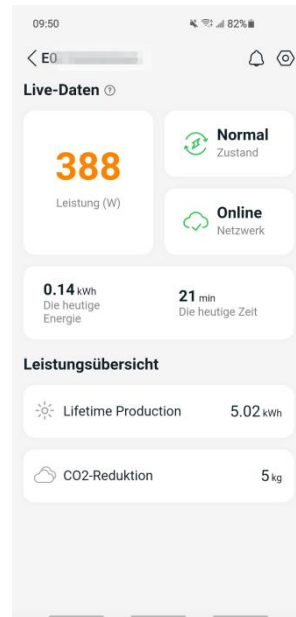 09:50
82%
E0
Live-Daten
388
Leistung (W)
Normal
Zustand
Online
Netzwerk
0.14 kWh
Die heutige
Energie
21 min
Die heutige Zeit
Leistungsübersicht
Lifetime Production 5.02 kWh
CO2-Reduktion 5 kg